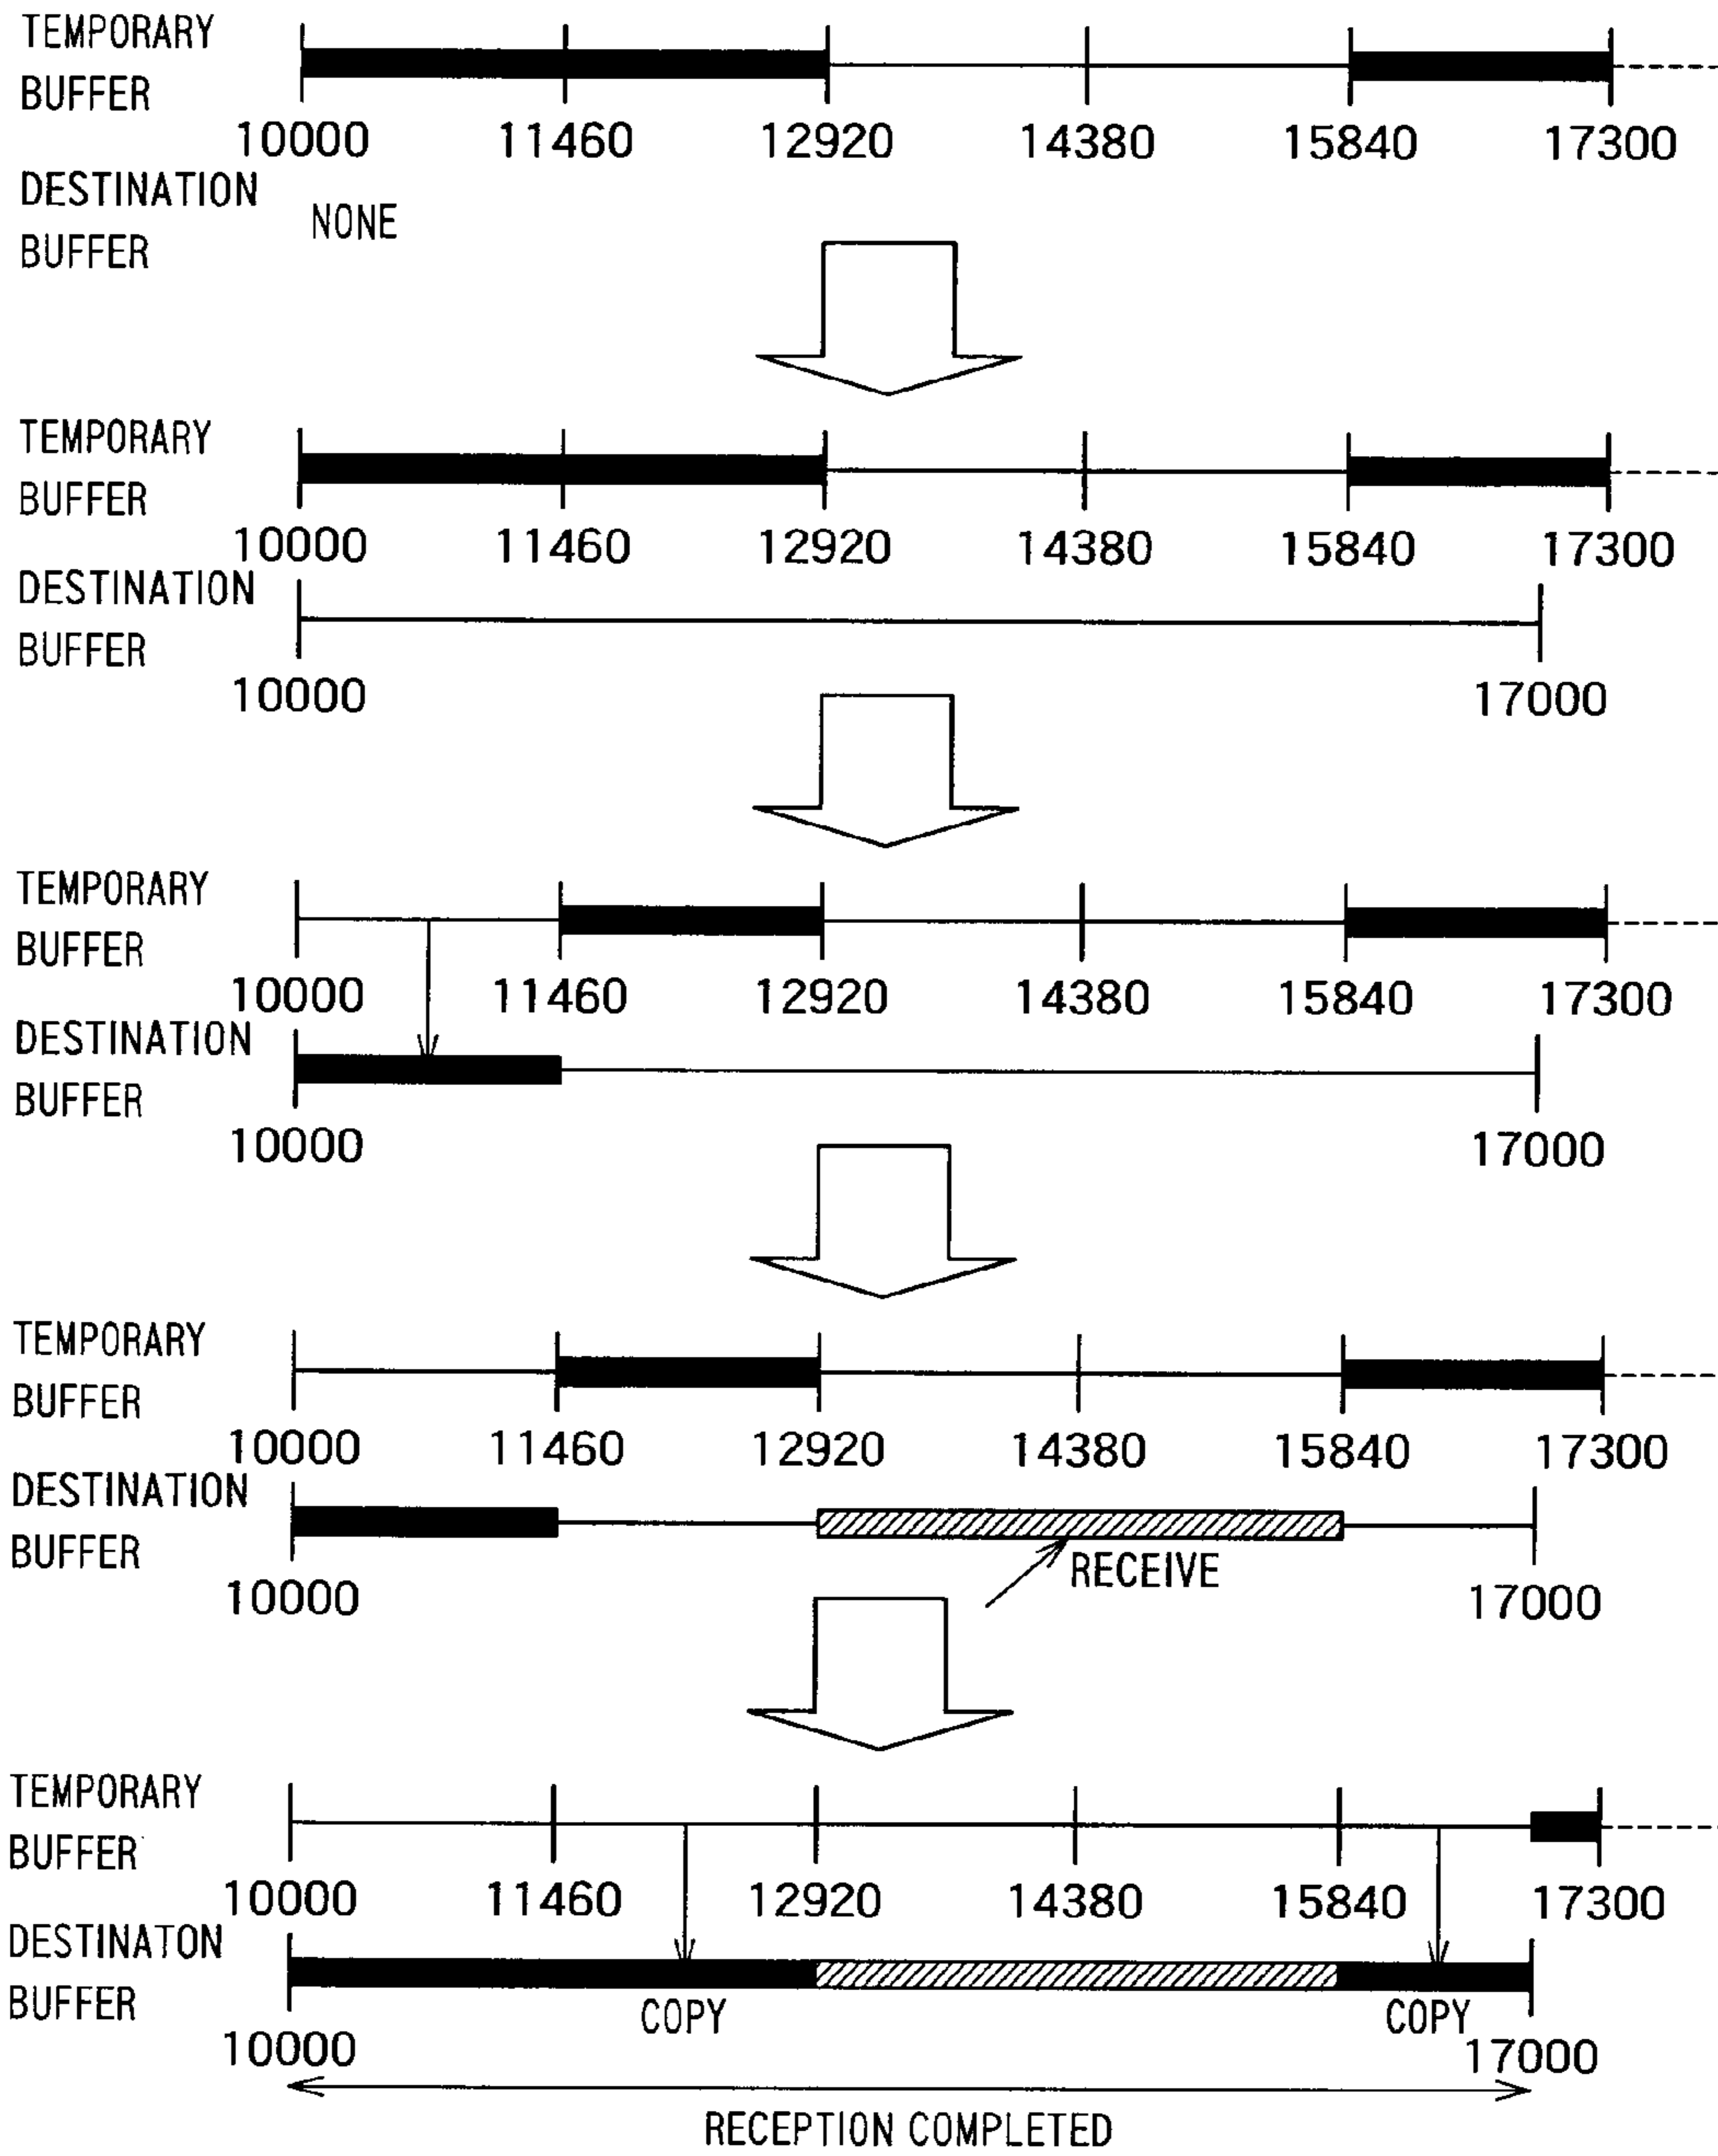 TEMPORARY
BUFFER
10000 11460 12920 14380 15840 17300
DESTINATION
BUFFER
NONE
TEMPORARY
BUFFER
10000 11460 12920 14380 15840 17300
DESTINATION
BUFFER
10000 17000
TEMPORARY
BUFFER
10000 11460 12920 14380 15840 17300
DESTINATION
BUFFER
10000 17000
TEMPORARY
BUFFER
10000 11460 12920 14380 15840 17300
DESTINATION
BUFFER
RECEIVE
10000 17000
TEMPORARY
BUFFER
10000 11460 12920 14380 15840 17300
DESTINATON
BUFFER
COPY COPY
10000 17000
RECEPTION COMPLETED